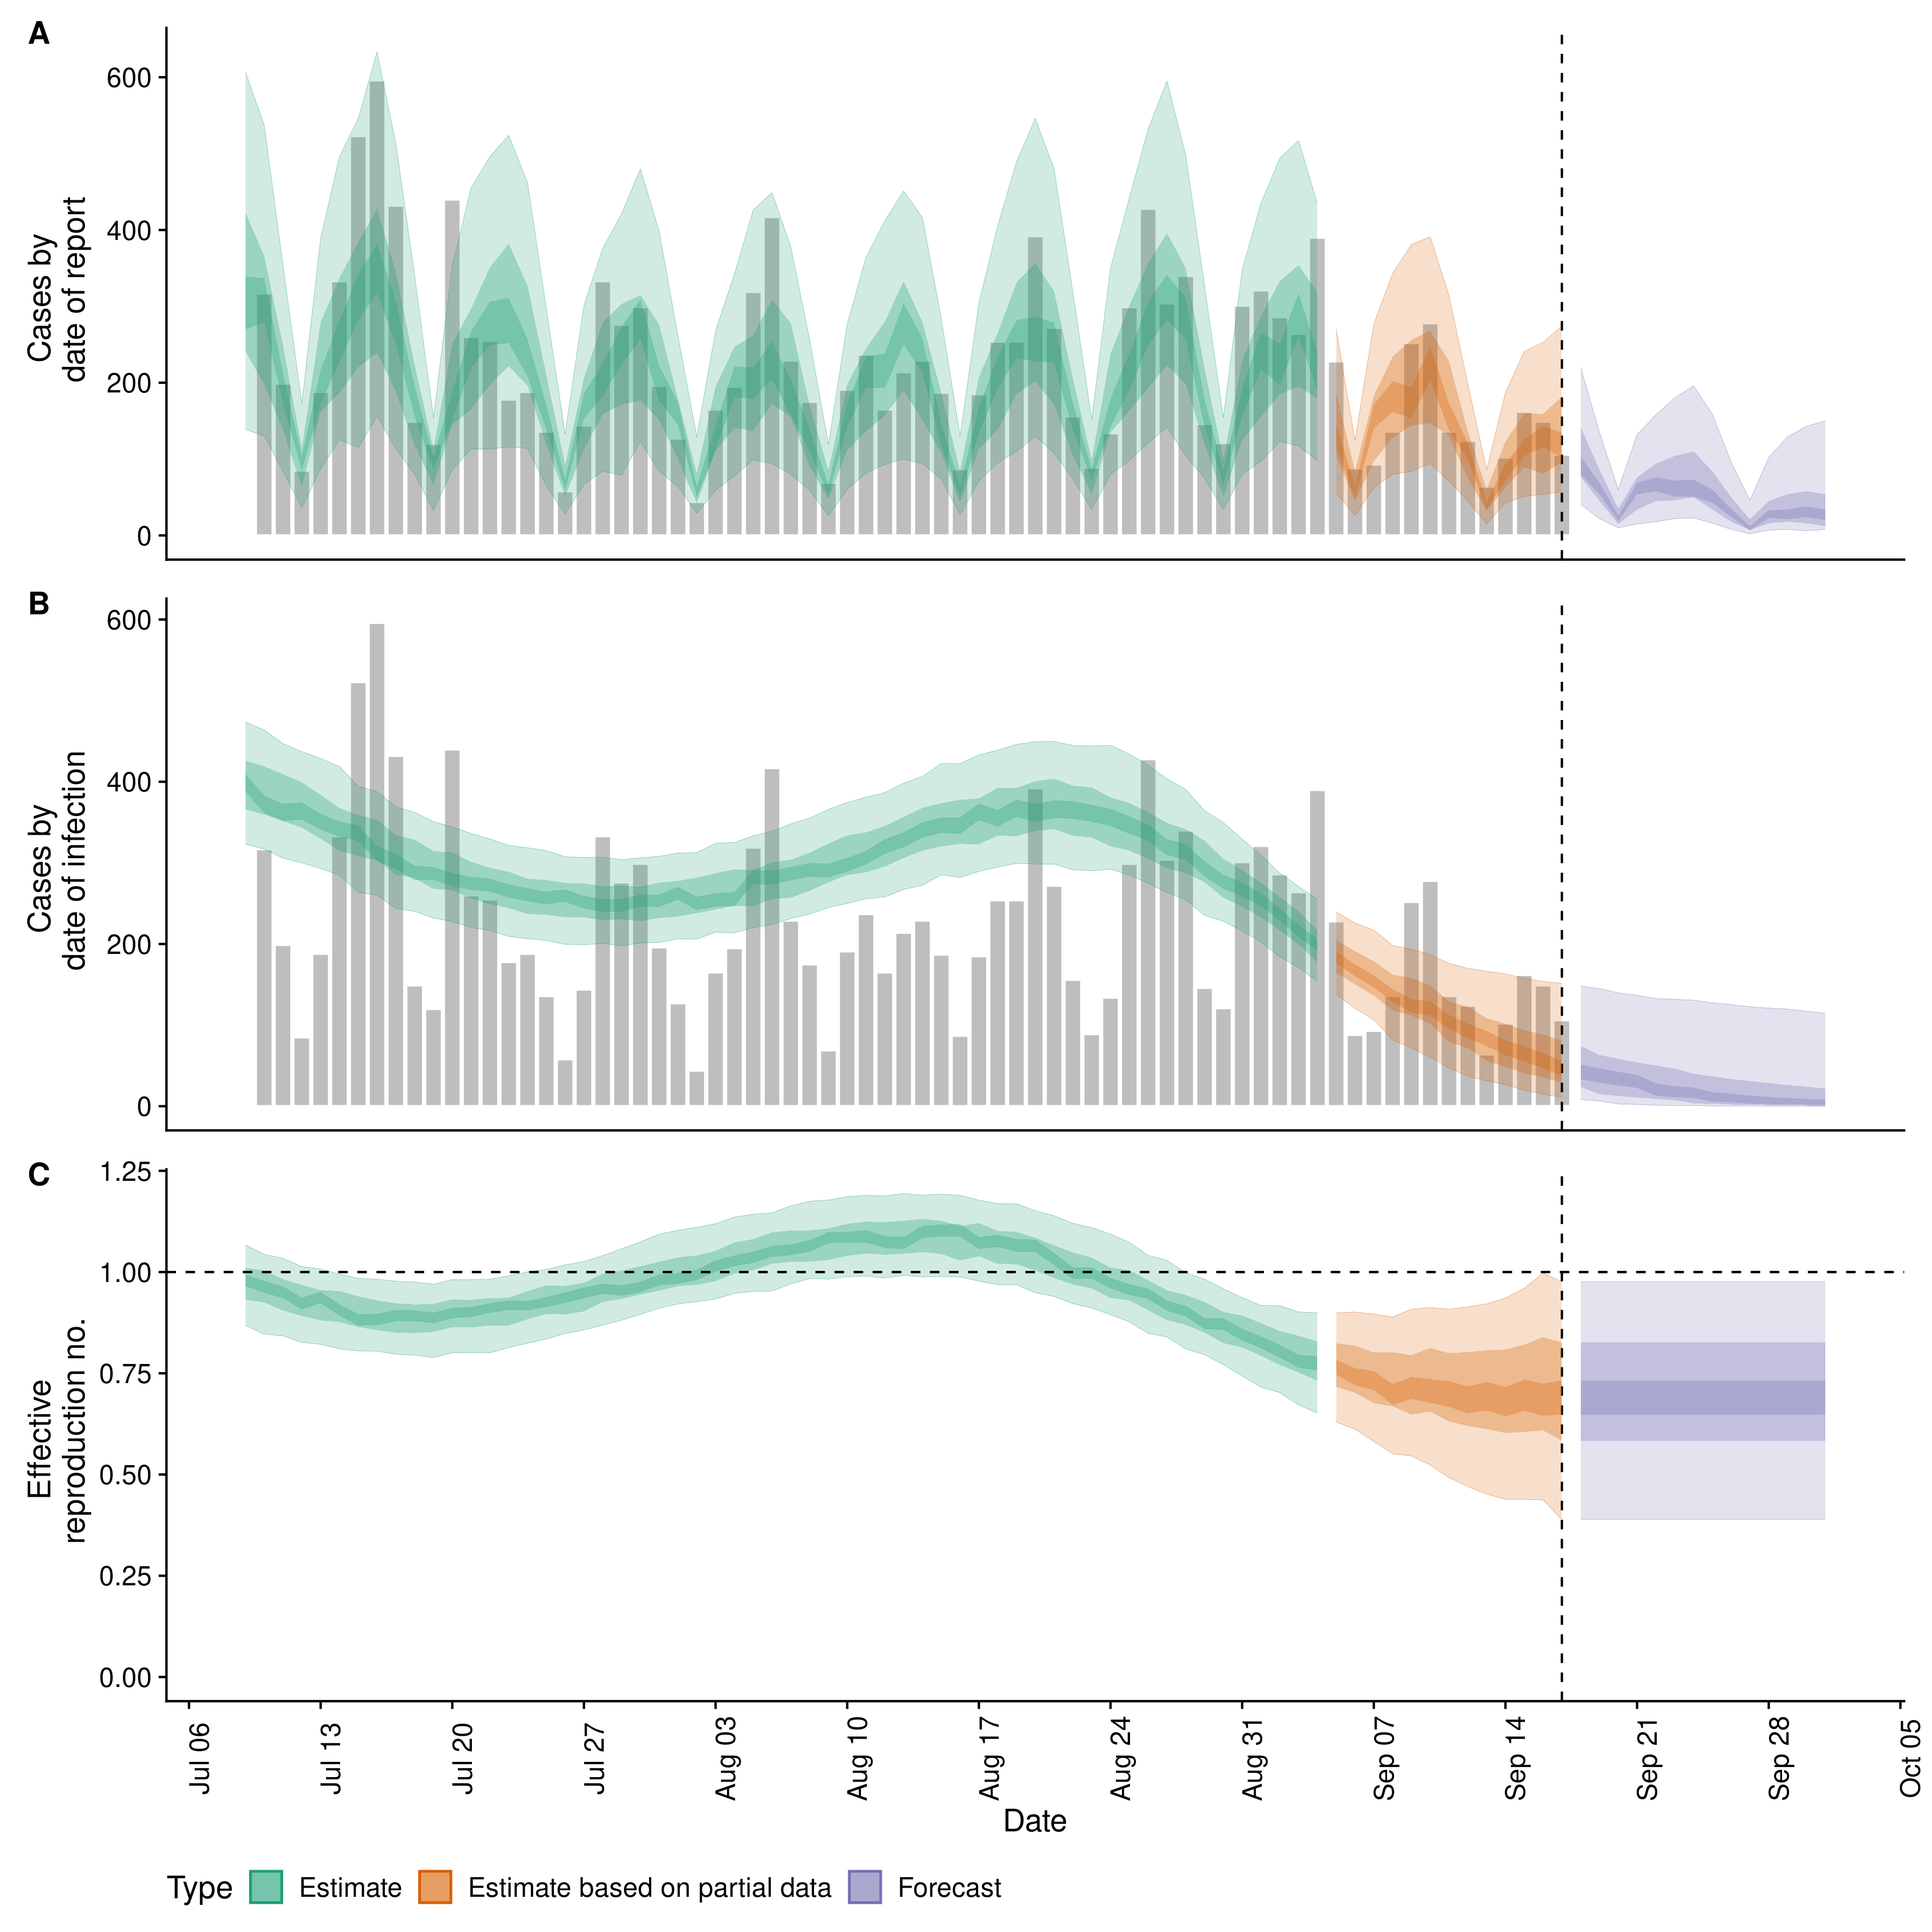 A
Cases by
date of report
600
400
200
0
B
Cases by
date of infection
600
400
200
0
C
Effective
reproduction no.
1.25
1.00
0.75
0.50
0.25
0.00
Jul 06
Jul 13
Jul 20
Jul 27
Aug 03
Aug 10
Aug 17
Aug 24
Aug 31
Sep 07
Sep 14
Sep 21
Sep 28
Oct 05
Date
Type Estimate Estimate based on partial data Forecast